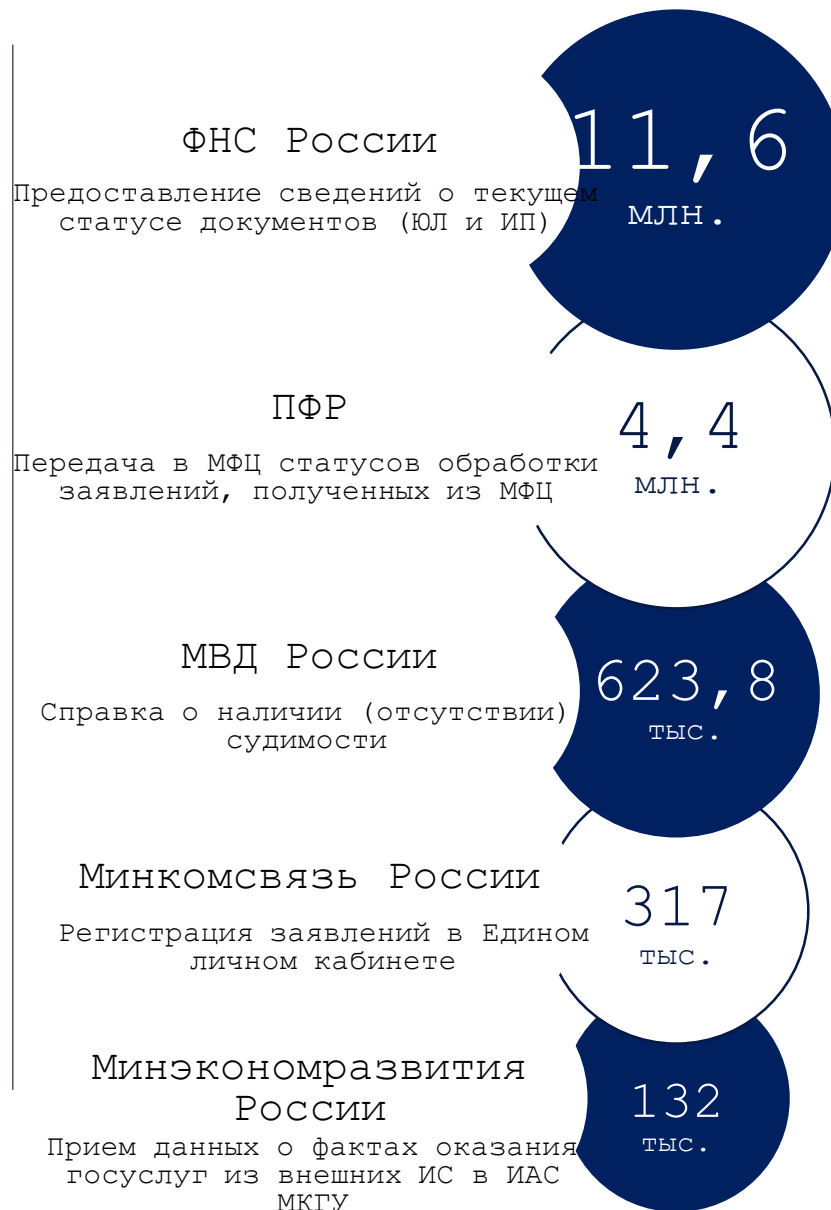 ФНС России
Предоставление сведений о текущем
статусе документов (ЮЛ и ИП)
11,6
млн.
ПФР
Передача в МФЦ статусов обработки
заявлений, полученных из МФЦ
4,4
млн.
МВД России
Справка о наличии (отсутствии)
судимости
623,8
тыс.
Минкомсвязь России
Регистрация заявлений в Едином
личном кабинете
317
тыс.
Минэкономразвития
России
Прием данных о фактах оказания
госуслуг из внешних ИС в ИАС
МКГУ
132
тыс.